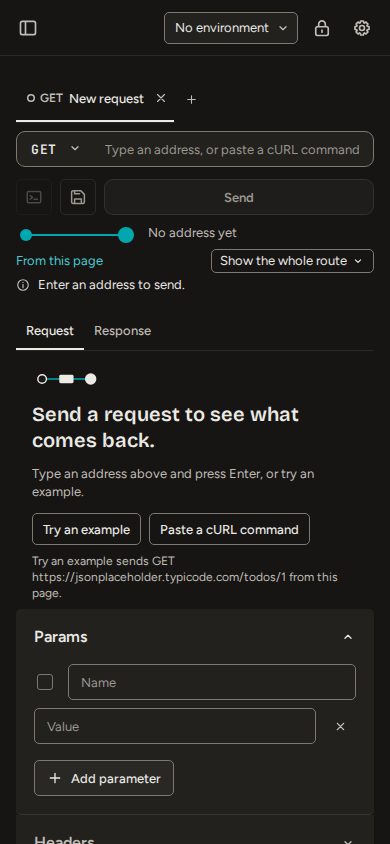 No environment
GET New request
GET Type an address, or paste a cURL command
Send
No address yet
From this page
Show the whole route
Enter an address to send.
Request Response
Send a request to see what
comes back.
Type an address above and press Enter, or try an
example.
Try an example Paste a cURL command
Try an example sends GET
https://jsonplaceholder.typicode.com/todos/1 from this
page.
Params
Name
Value
Add parameter
Headers